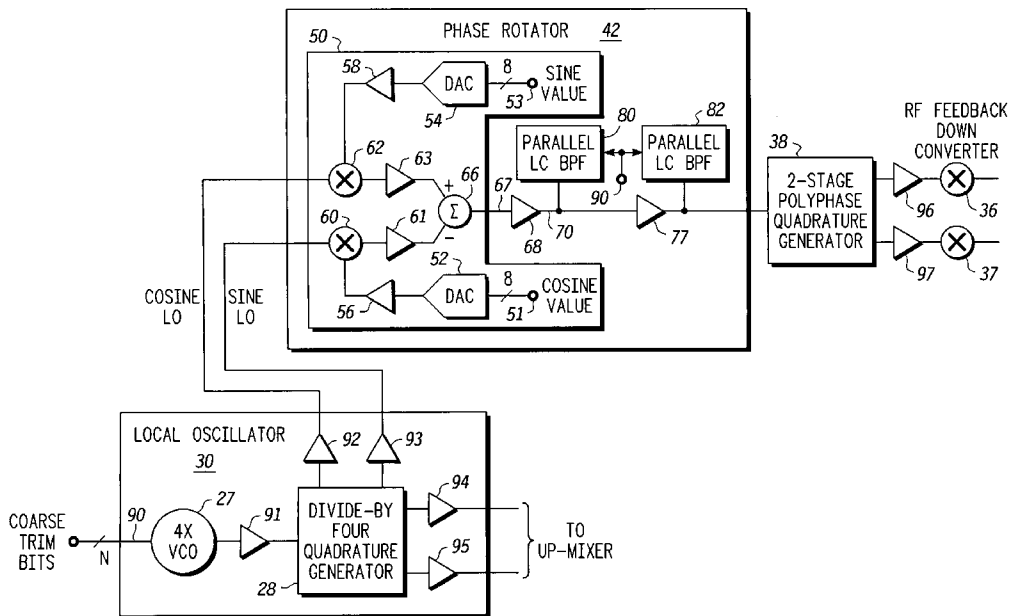 PHASE ROTATOR 42
50
58
DAC
54
8
53
SINE
VALUE
62
63
66
+
Σ
−
60
61
67
68
70
PARALLEL
LC BPF
80
90
PARALLEL
LC BPF
82
77
52
DAC
56
8
51
COSINE
VALUE
38
2-STAGE
POLYPHASE
QUADRATURE
GENERATOR
RF FEEDBACK
DOWN
CONVERTER
96
36
97
37
COSINE
LO
SINE
LO
LOCAL OSCILLATOR
30
92
93
27
4X
VCO
91
90
COARSE
TRIM
BITS
N
DIVIDE-BY
FOUR
QUADRATURE
GENERATOR
28
94
95
TO
UP-MIXER